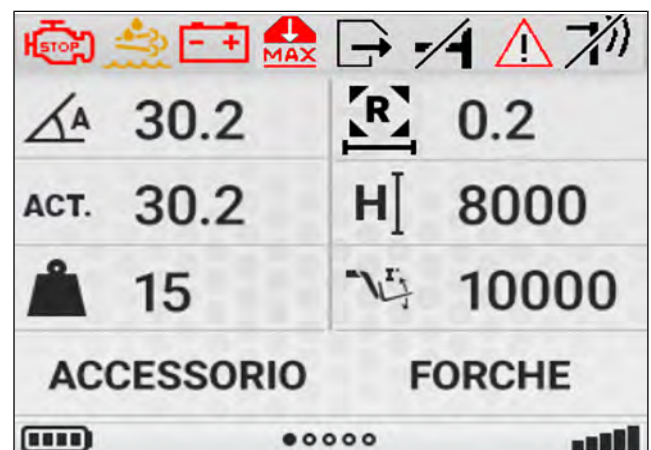 STOP - + MAX
A 30.2 R 0.2
ACT. 30.2 H 8000
15 10000
ACCESSORIO FORCHE